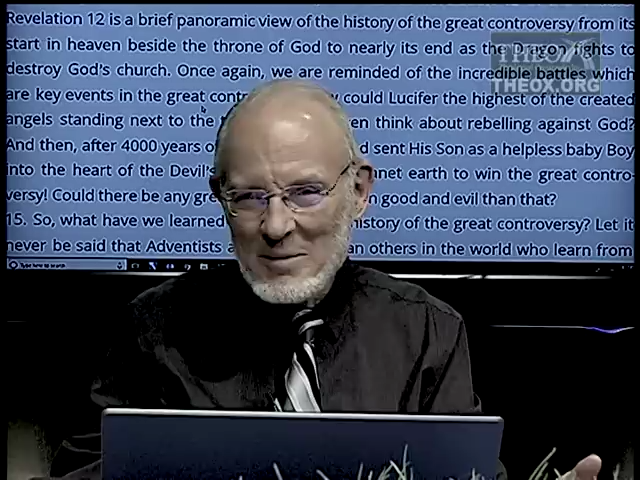 Revelation 12 is a brief panoramic view of the history of the great controversy from its
start in heaven beside the throne of God to nearly its end as the Dragon fights to
THEOX
destroy God's church. Once again, we are reminded of the incredible battles which
THEOX.ORG
are key events in the great could Lucifer the highest of the created
angels standing next to the think about rebelling against God?
And then, after 4000 years sent His Son as a helpless baby Boy
into the heart of the Devil's earth to win the great contro-
versy! Could there be any good and evil than that?
15. So, what have we learned history of the great controversy? Let it
never be said that Adventists others in the world who learn from
Type here to search